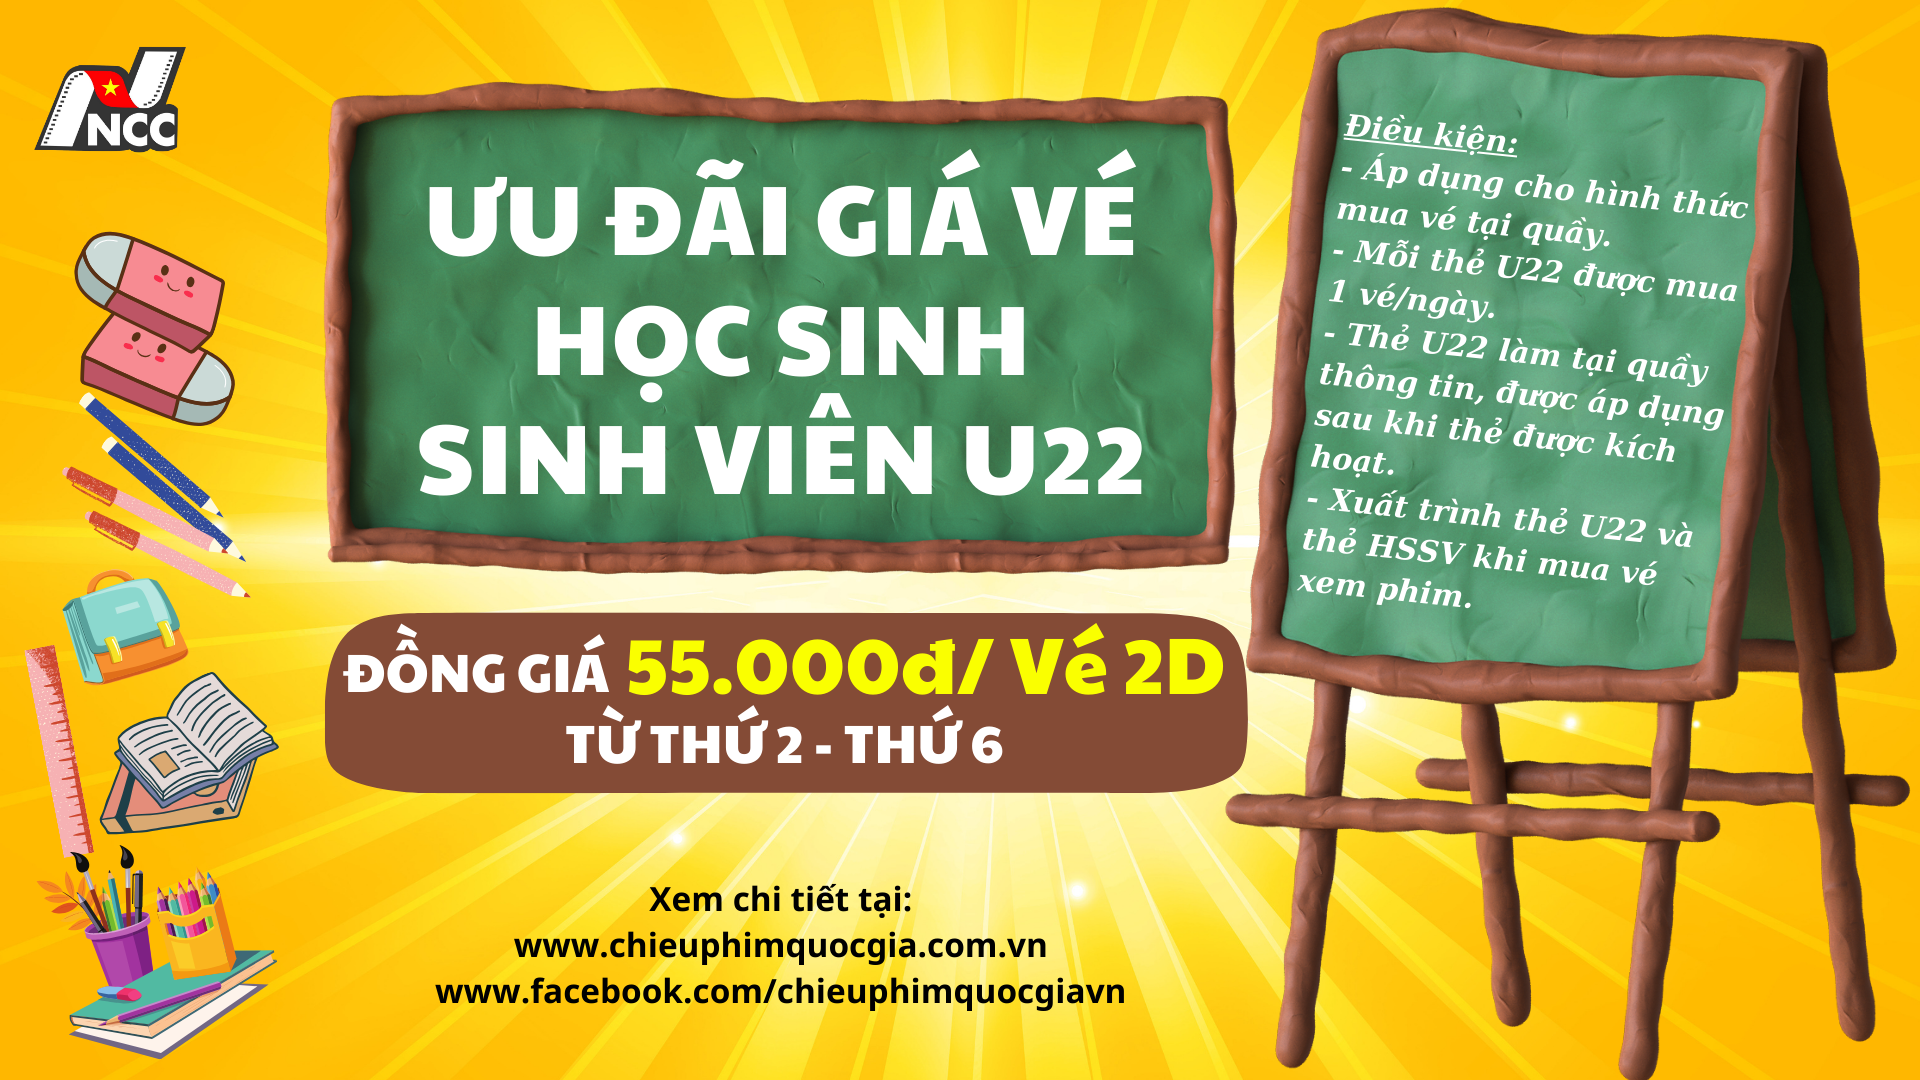 NCC
ƯU ĐÃI GIÁ VÉ
HỌC SINH
SINH VIÊN U22
ĐỒNG GIÁ 55.000đ/ Vé 2D
TỪ THỨ 2 - THỨ 6
Xem chi tiết tại:
www.chieuphimquocgia.com.vn
www.facebook.com/chieuphimquocgiavn
Điều kiện:
- Áp dụng cho hình thức
mua vé tại quầy.
- Mỗi thẻ U22 được mua
1 vé/ngày.
- Thẻ U22 làm tại quầy
thông tin, được áp dụng
sau khi thẻ được kích
hoạt.
- Xuất trình thẻ U22 và
thẻ HSSV khi mua vé
xem phim.